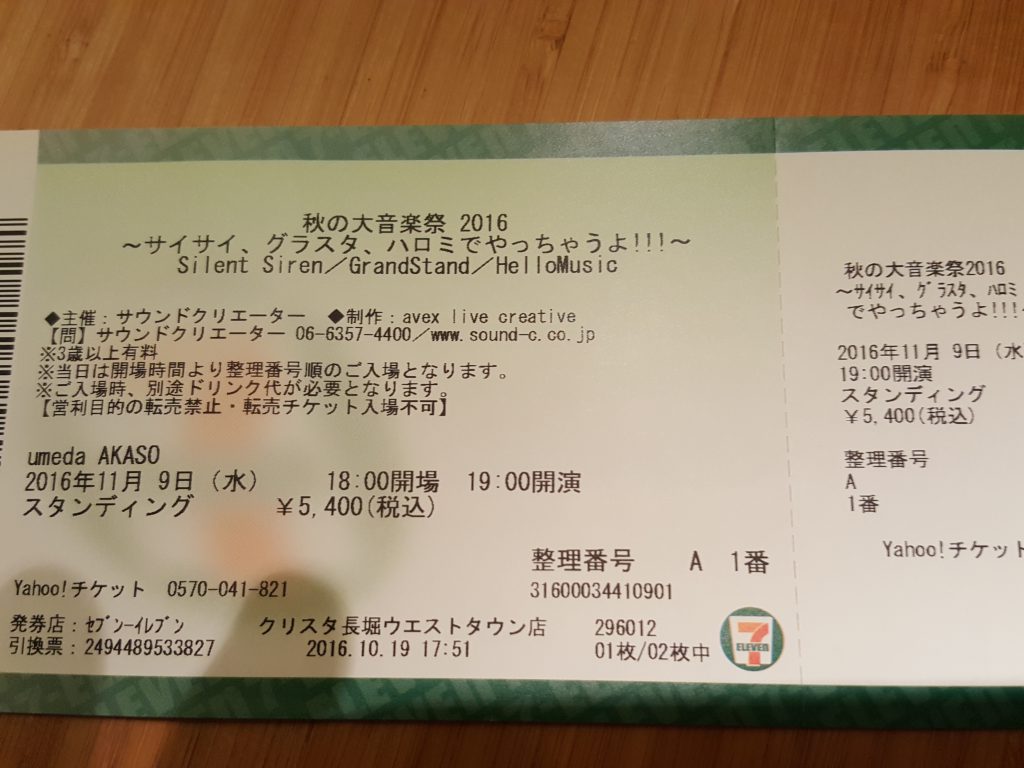 秋の大音楽祭 2016
～サイサイ、グラスタ、ハロミでやっちゃうよ!!!～
Silent Siren／GrandStand／HelloMusic
◆主催：サウンドクリエーター ◆制作：avex live creative
【問】サウンドクリエーター 06-6357-4400／www.sound-c.co.jp
※3歳以上有料
※当日は開場時間より整理番号順のご入場となります。
※ご入場時、別途ドリンク代が必要となります。
【営利目的の転売禁止・転売チケット入場不可】
umeda AKASO
2016年11月 9日（水） 18:00開場 19:00開演
スタンディング ￥5,400(税込)
整理番号 A 1番
Yahoo!チケット 0570-041-821 31600034410901
発券店：ｾﾌﾞﾝ-ｲﾚﾌﾞﾝ クリスタ長堀ウエストタウン店 296012
引換票：2494489533827 2016.10.19 17:51 01枚/02枚中
7
ELEVEN
秋の大音楽祭2016
～ｻｲｻｲ、ｸﾞﾗｽﾀ、ﾊﾛﾐ
でやっちゃうよ!!!
2016年11月 9日（水
19:00開演
スタンディング
￥5,400(税込)
整理番号
A
1番
Yahoo!チケット